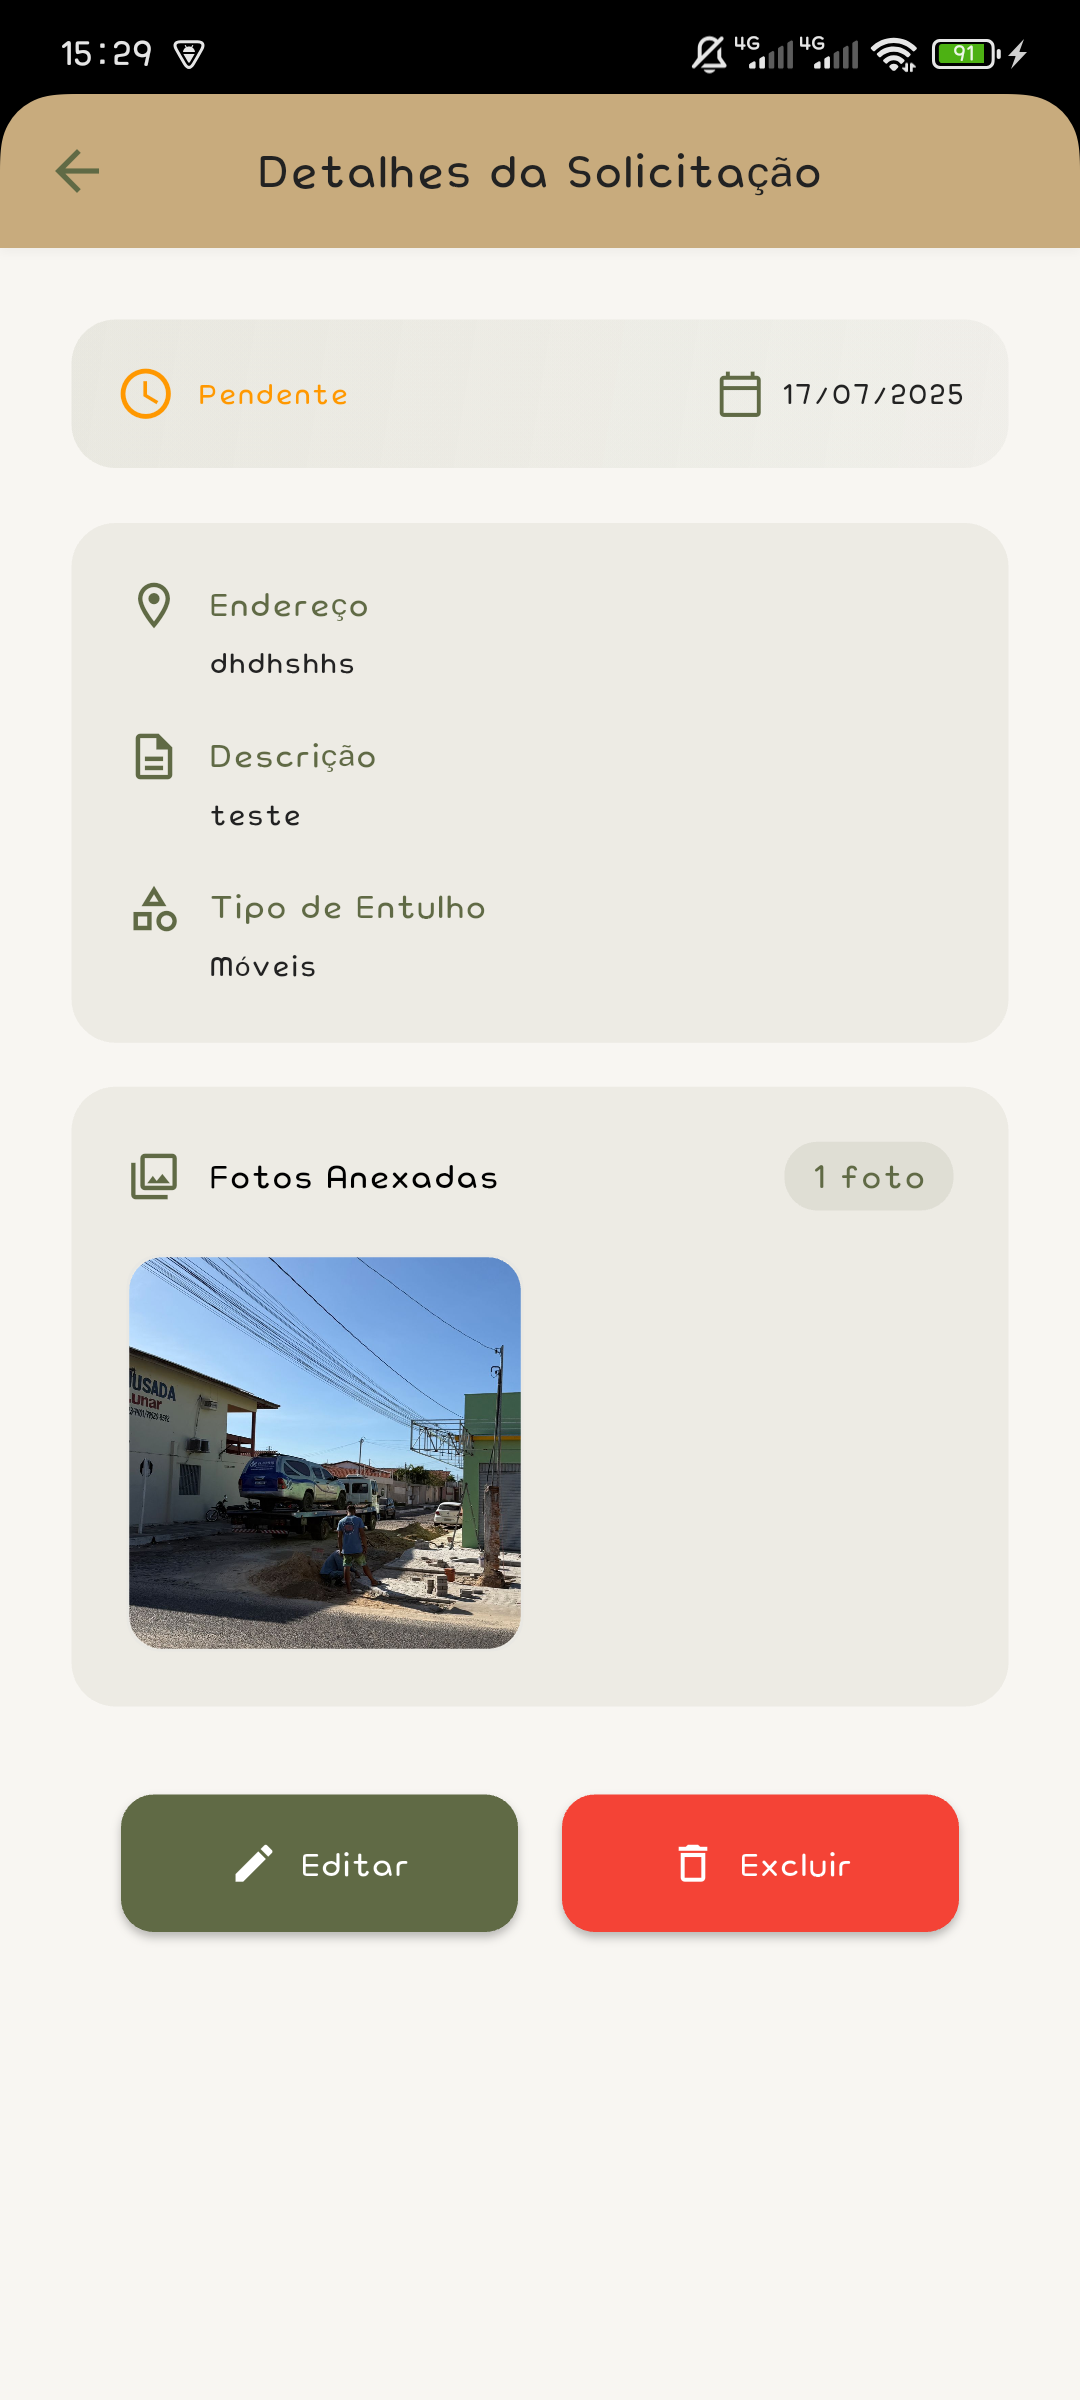 15:29
4G 4G 91
Detalhes da Solicitação
Pendente
17/07/2025
Endereço
dhdhshhs
Descrição
teste
Tipo de Entulho
Móveis
Fotos Anexadas
1 foto
USADA
unar
Editar
Excluir